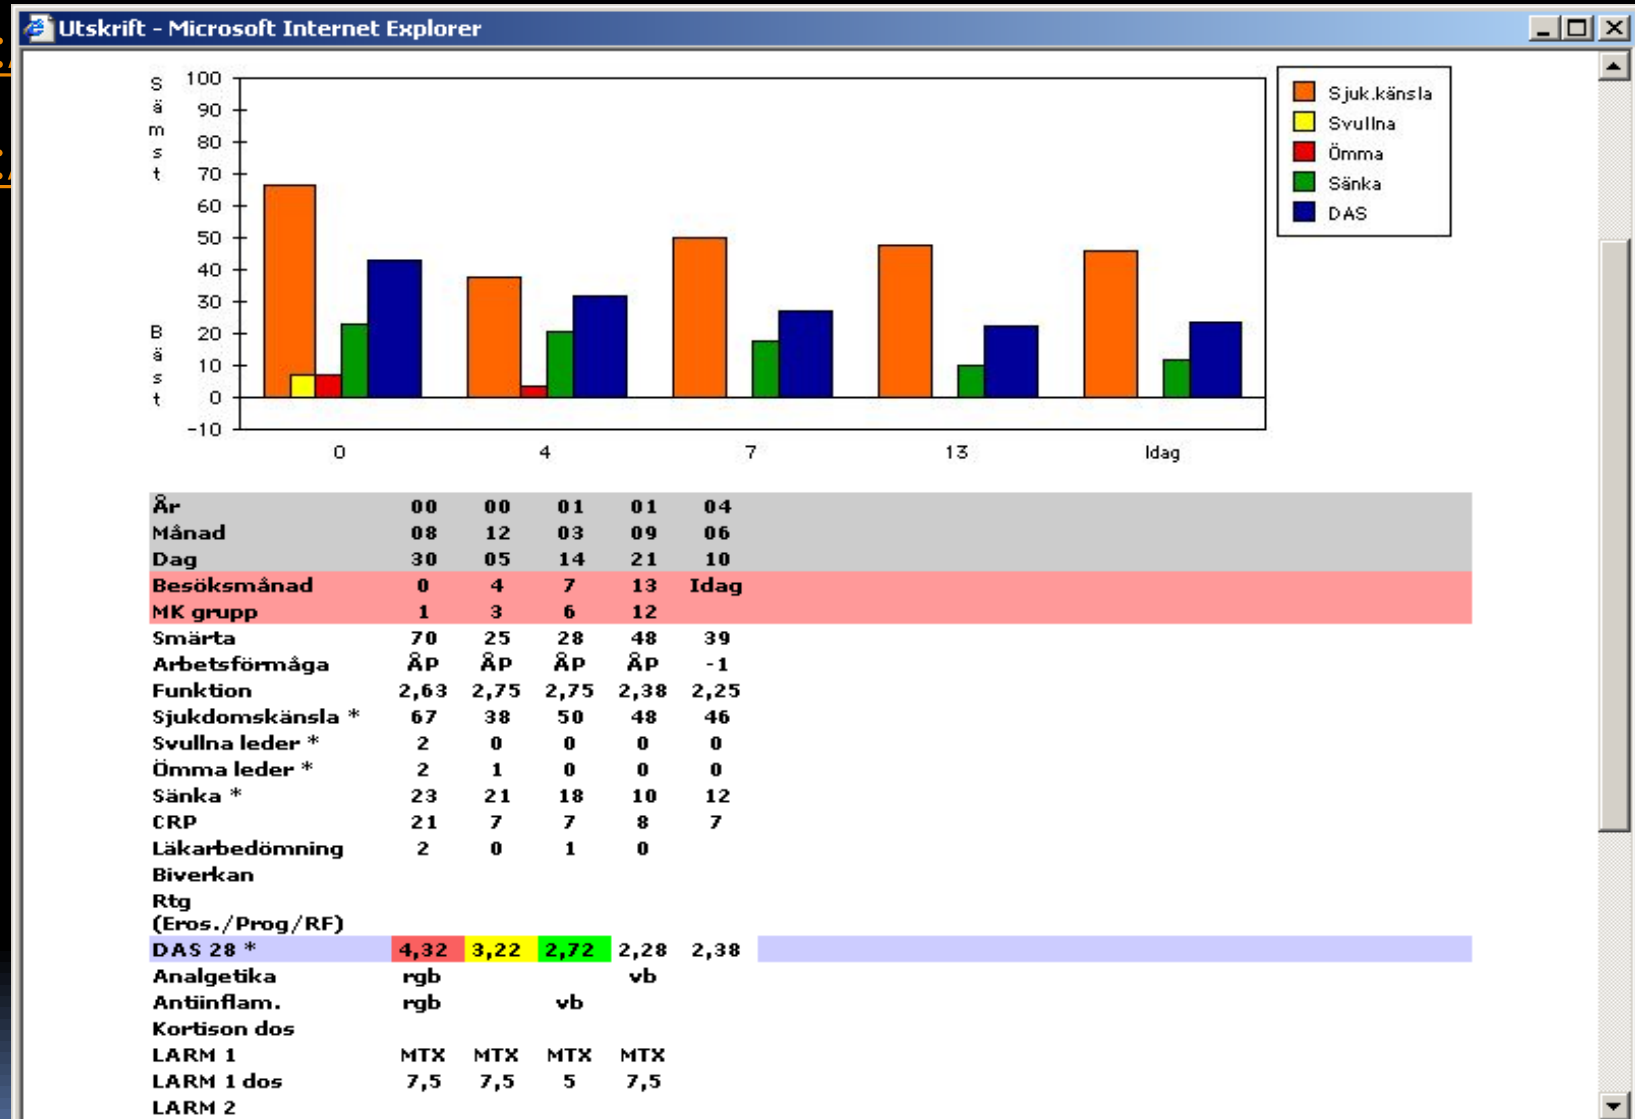 Utskrift - Microsoft Internet Explorer
Sämst
Bäst
100
90
80
70
60
50
40
30
20
10
0
-10
0 4 7 13 Idag
Sjuk.känsla
Svullna
Ömma
Sänka
DAS
År 00 00 01 01 04
Månad 08 12 03 09 06
Dag 30 05 14 21 10
Besöksmånad 0 4 7 13 Idag
MK grupp 1 3 6 12
Smärta 70 25 28 48 39
Arbetsförmåga ÅP ÅP ÅP ÅP -1
Funktion 2,63 2,75 2,75 2,38 2,25
Sjukdomskänsla * 67 38 50 48 46
Svullna leder * 2 0 0 0 0
Ömma leder * 2 1 0 0 0
Sänka * 23 21 18 10 12
CRP 21 7 7 8 7
Läkarbedömning 2 0 1 0
Biverkan
Rtg
(Eros./Prog/RF)
DAS 28 * 4,32 3,22 2,72 2,28 2,38
Analgetika rgb vb
Antiinflam. rgb vb
Kortison dos
LARM 1 MTX MTX MTX MTX
LARM 1 dos 7,5 7,5 5 7,5
LARM 2